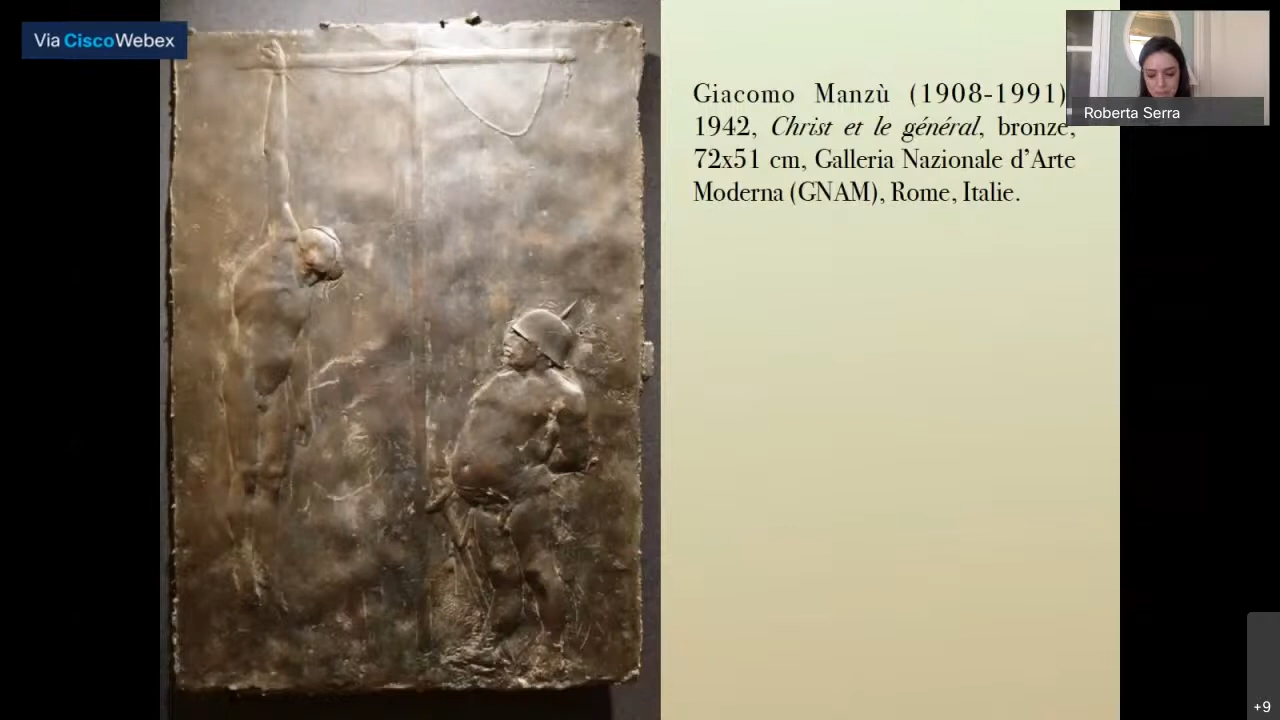 Via CiscoWebex
Giacomo Manzù (1908-1991)
1942, Christ et le général, bronze,
72x51 cm, Galleria Nazionale d'Arte
Moderna (GNAM), Rome, Italie.
Roberta Serra
+9